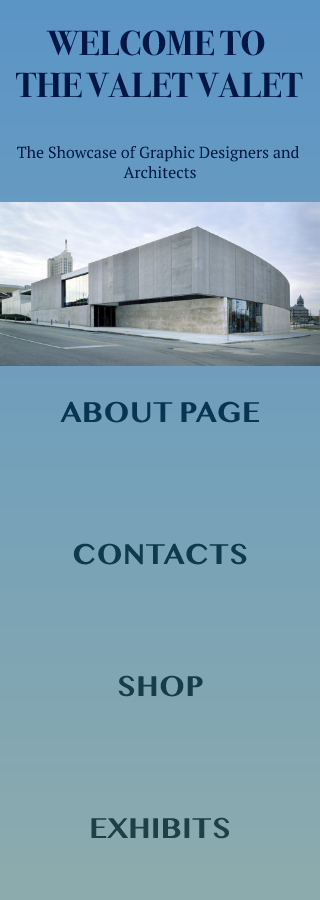 WELCOME TO
THE VALET VALET
The Showcase of Graphic Designers and
Architects
ABOUT PAGE
CONTACTS
SHOP
EXHIBITS